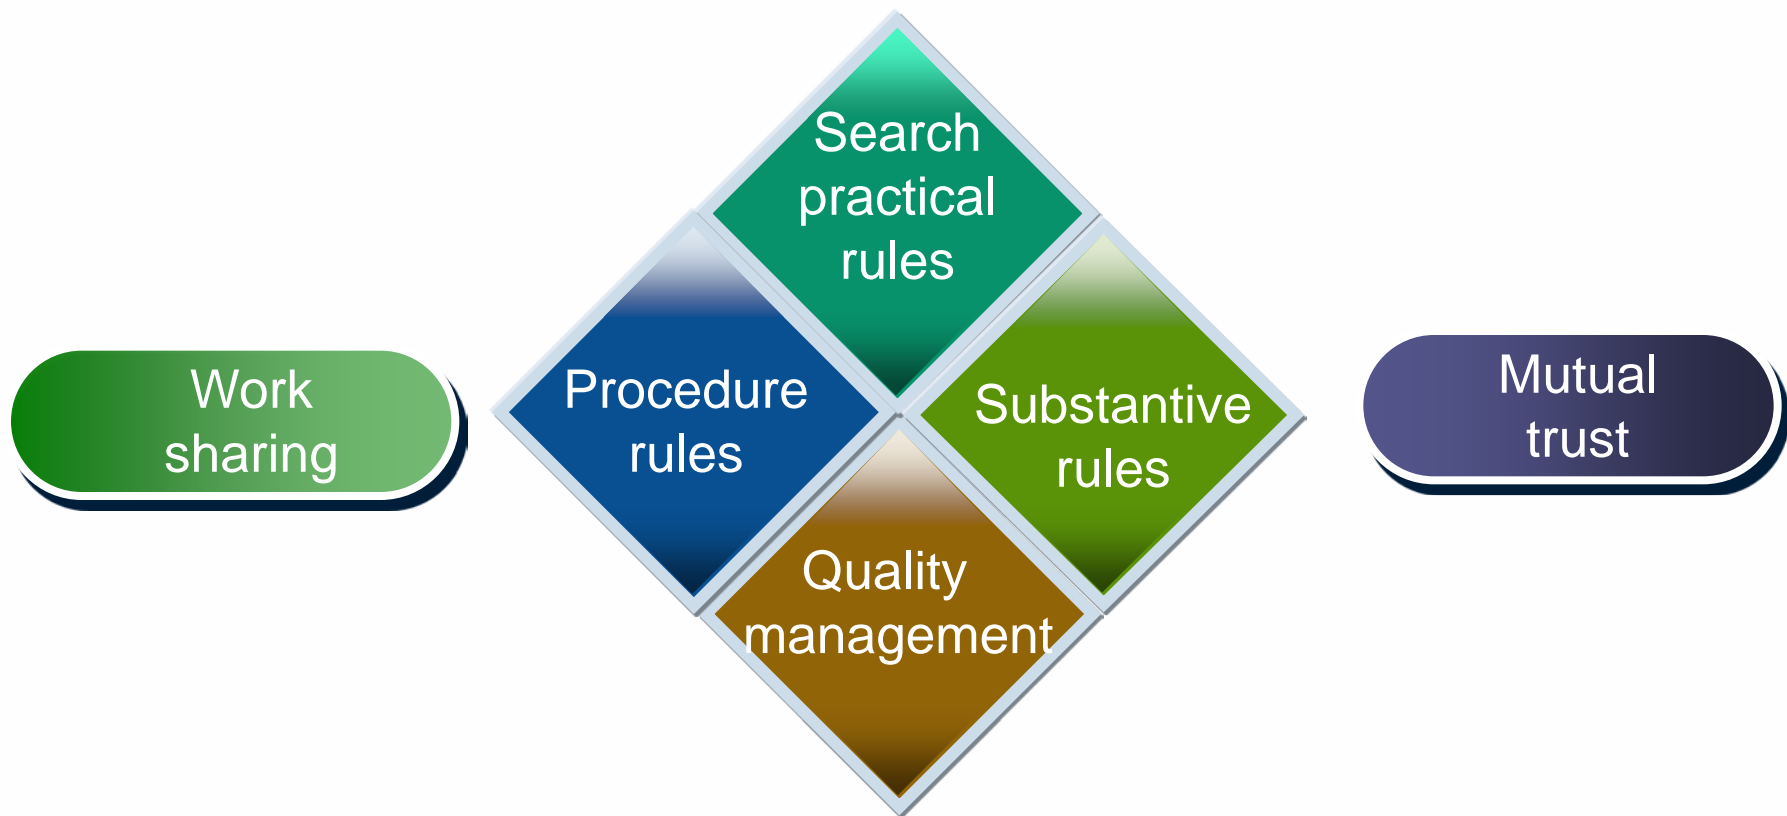 Search
practical
rules
Work
sharing
Procedure
rules
Substantive
rules
Mutual
trust
Quality
management